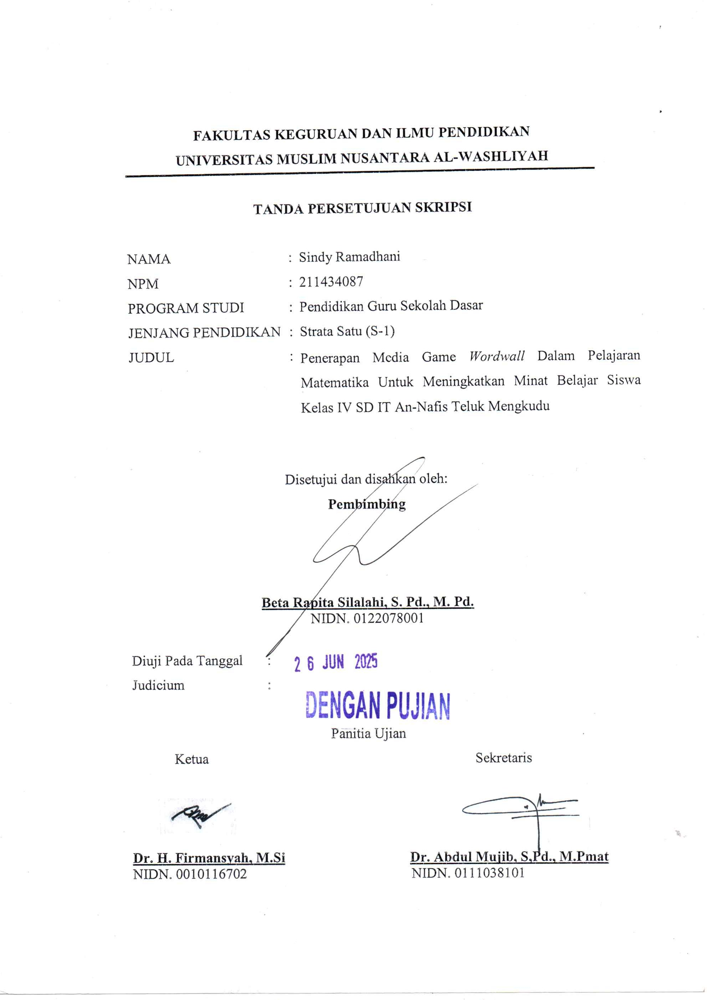 FAKULTAS KEGURUAN DAN ILMU PENDIDIKAN
UNIVERSITAS MUSLIM NUSANTARA AL-WASHLIYAH
TANDA PERSETUJUAN SKRIPSI
NAMA : Sindy Ramadhani
NPM : 211434087
PROGRAM STUDI : Pendidikan Guru Sekolah Dasar
JENJANG PENDIDIKAN : Strata Satu (S-1)
JUDUL : Penerapan Media Game Wordwall Dalam Pelajaran
Matematika Untuk Meningkatkan Minat Belajar Siswa
Kelas IV SD IT An-Nafis Teluk Mengkudu
Disetujui dan disahkan oleh:
Pembimbing
Beta Rapita Silalahi, S. Pd., M. Pd.
NIDN. 0122078001
Diuji Pada Tanggal : 26 JUN 2025
Judicium :
DENGAN PUJIAN
Panitia Ujian
Ketua Sekretaris
Dr. H. Firmansyah, M.Si Dr. Abdul Mujib, S,Pd., M.Pmat
NIDN. 0010116702 NIDN. 0111038101